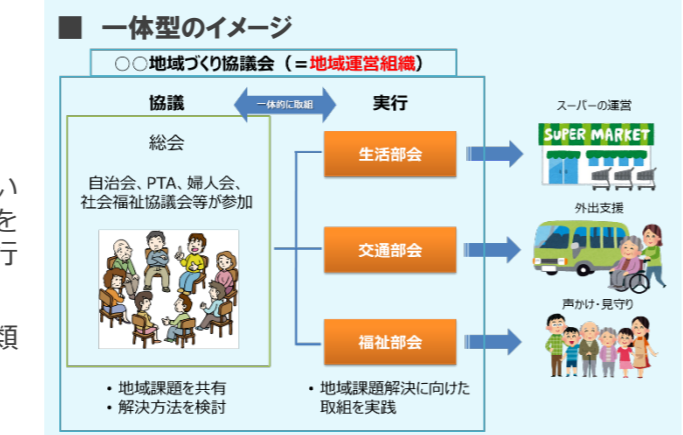 ■ 一体型のイメージ
○○地域づくり協議会（＝地域運営組織）
協議
一体的に取組
実行
総会
自治会、PTA、婦人会、
社会福祉協議会等が参加
・地域課題を共有
・解決方法を検討
生活部会
交通部会
福祉部会
・地域課題解決に向けた
取組を実践
スーパーの運営
SUPER MARKET
外出支援
声かけ・見守り
い
を
行
類